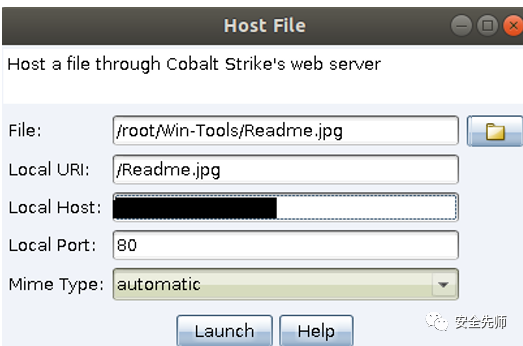 Host File
Host a file through Cobalt Strike's web server
File: /root/Win-Tools/Readme.jpg
Local URI: /Readme.jpg
Local Host:
Local Port: 80
Mime Type: automatic
Launch Help
安全先师